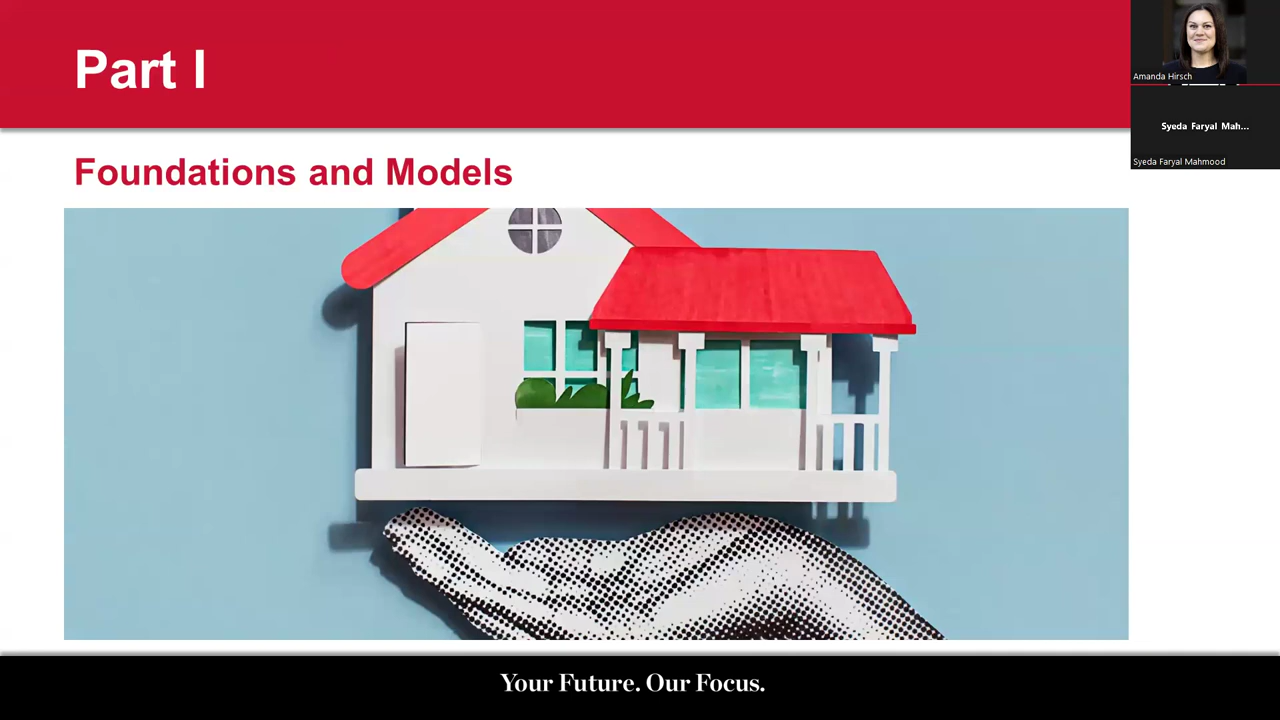 Part I
Amanda Hirsch
Syeda Faryal Mah...
Syeda Faryal Mahmood
Foundations and Models
Your Future. Our Focus.